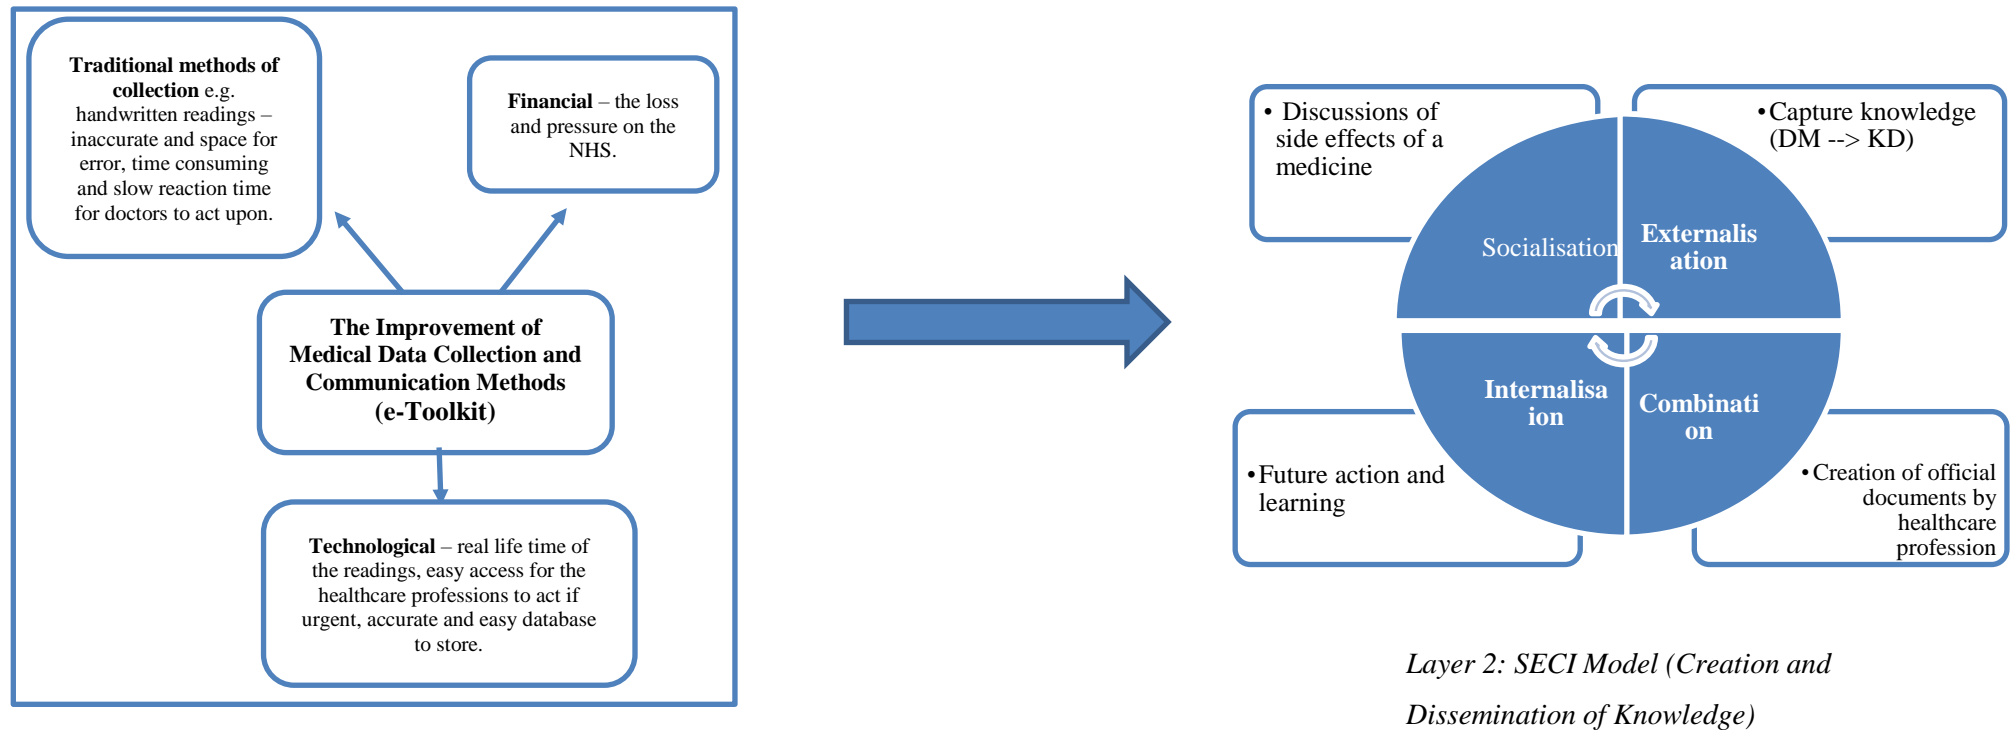 Traditional methods of
collection e.g.
handwritten readings –
inaccurate and space for
error, time consuming
and slow reaction time
for doctors to act upon.
Financial – the loss
and pressure on the
NHS.
The Improvement of
Medical Data Collection and
Communication Methods
(e-Toolkit)
Technological – real life time of
the readings, easy access for the
healthcare professions to act if
urgent, accurate and easy database
to store.
• Discussions of
side effects of a
medicine
•Capture knowledge
(DM --> KD)
Socialisation
Externalis
ation
Internalisa
ion
Combinati
on
•Future action and
learning
•Creation of official
documents by
healthcare
profession
Layer 2: SECI Model (Creation and
Dissemination of Knowledge)